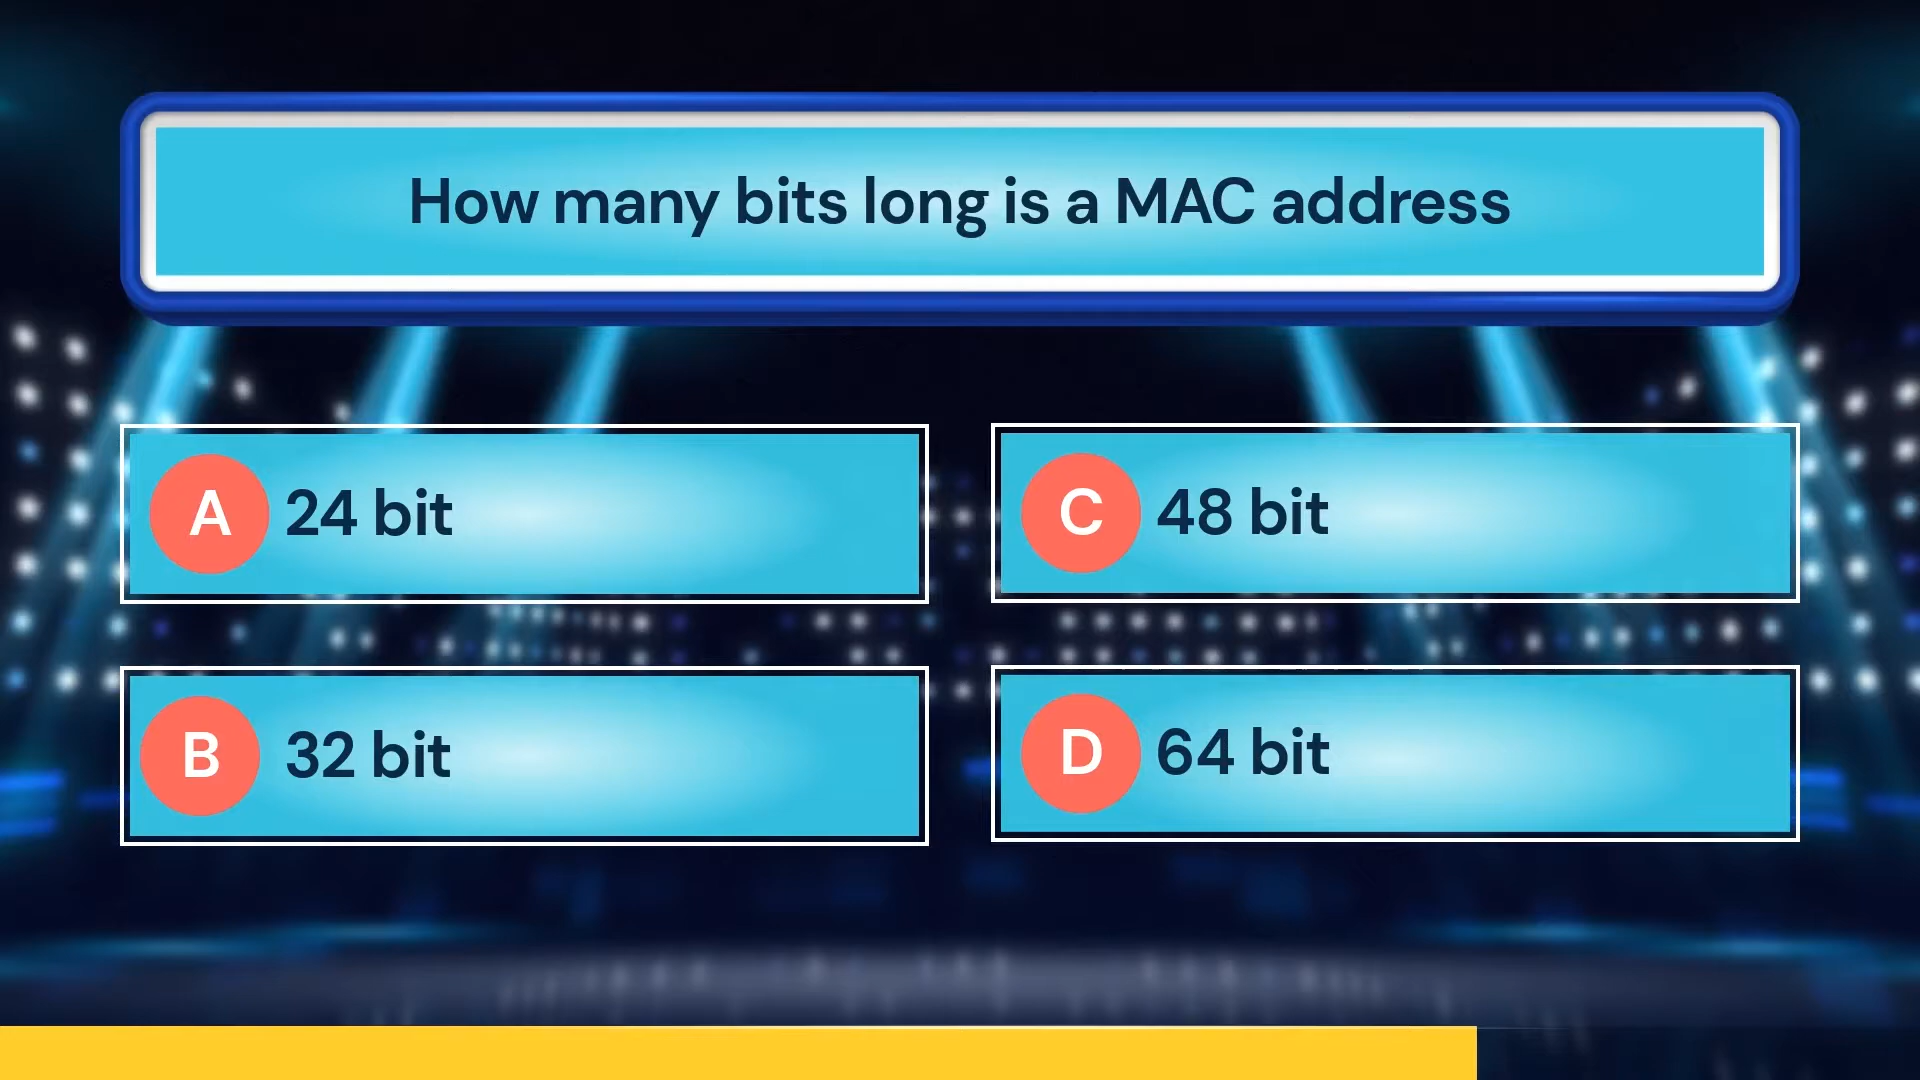 How many bits long is a MAC address
A 24 bit
C 48 bit
B 32 bit
D 64 bit